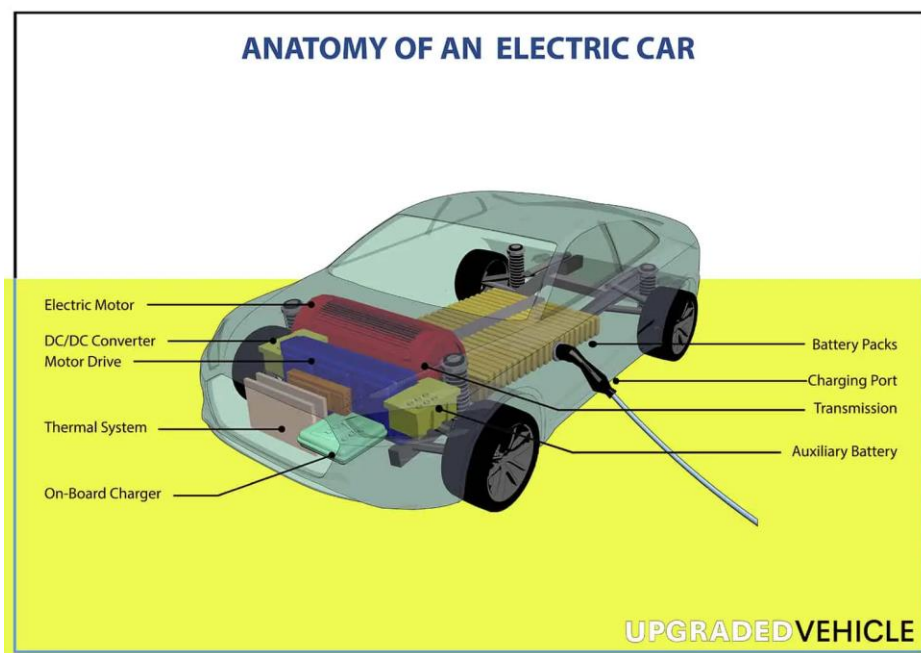 ANATOMY OF AN ELECTRIC CAR
Electric Motor
DC/DC Converter
Motor Drive
Thermal System
On-Board Charger
Battery Packs
Charging Port
Transmission
Auxiliary Battery
UPGRADEDVEHICLE